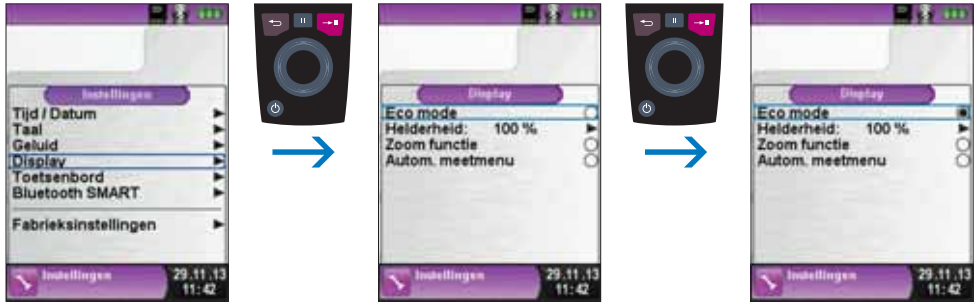 Instellingen
Tijd / Datum
Taal
Geluid
Display
Toetsenbord
Bluetooth SMART
Fabrieksinstellingen
Instellingen
29.11.13
11:42
Display
Eco mode
Helderheid: 100 %
Zoom functie
Autom. meetmenu
Instellingen
29.11.13
11:42
Display
Eco mode
Helderheid: 100 %
Zoom functie
Autom. meetmenu
Instellingen
29.11.13
11:42